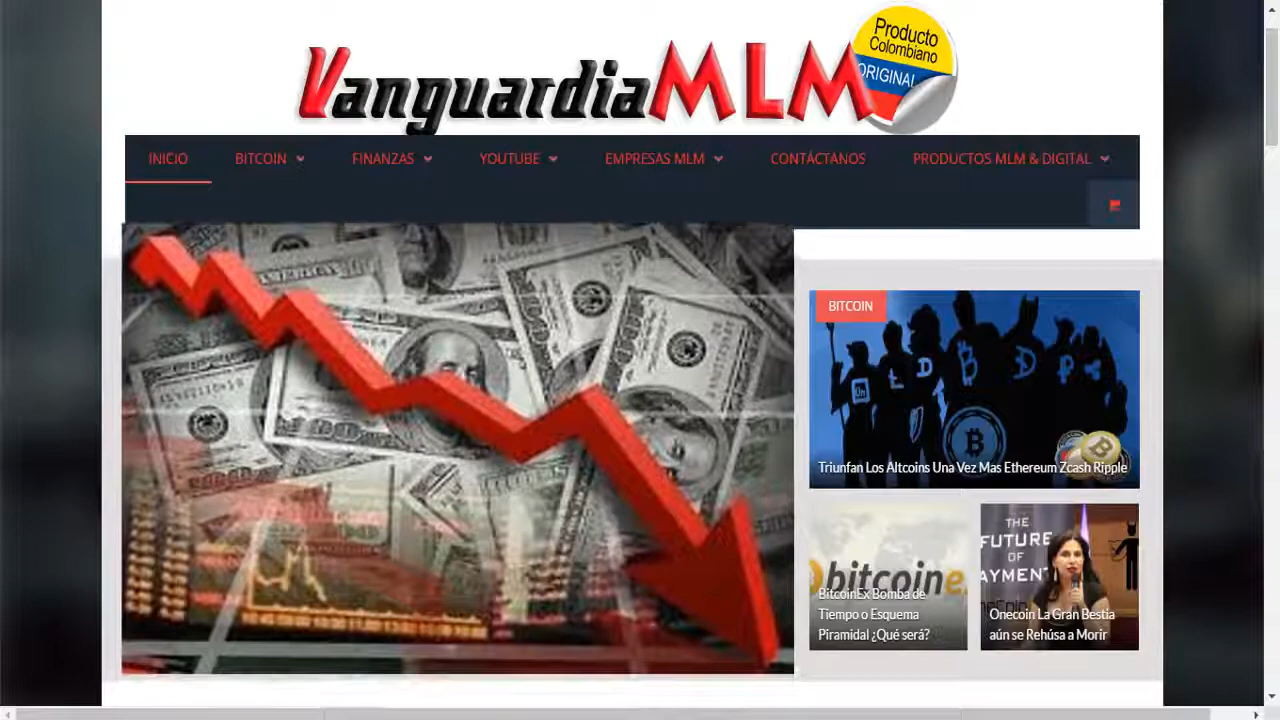 VanguardiaMLM
Producto
Colombiano
ORIGINAL
INICIO
BITCOIN
FINANZAS
YOUTUBE
EMPRESAS MLM
CONTÁCTANOS
PRODUCTOS MLM & DIGITAL
BITCOIN
Triunfan Los Altcoins Una Vez Mas Ethereum Zcash Ripple
bitcoine
BitcoinEx Bomba de
Tiempo o Esquema
Piramidal ¿Qué será?
THE
FUTURE
OF
Onecoin La Gran Bestia
aún se Rehúsa a Morir